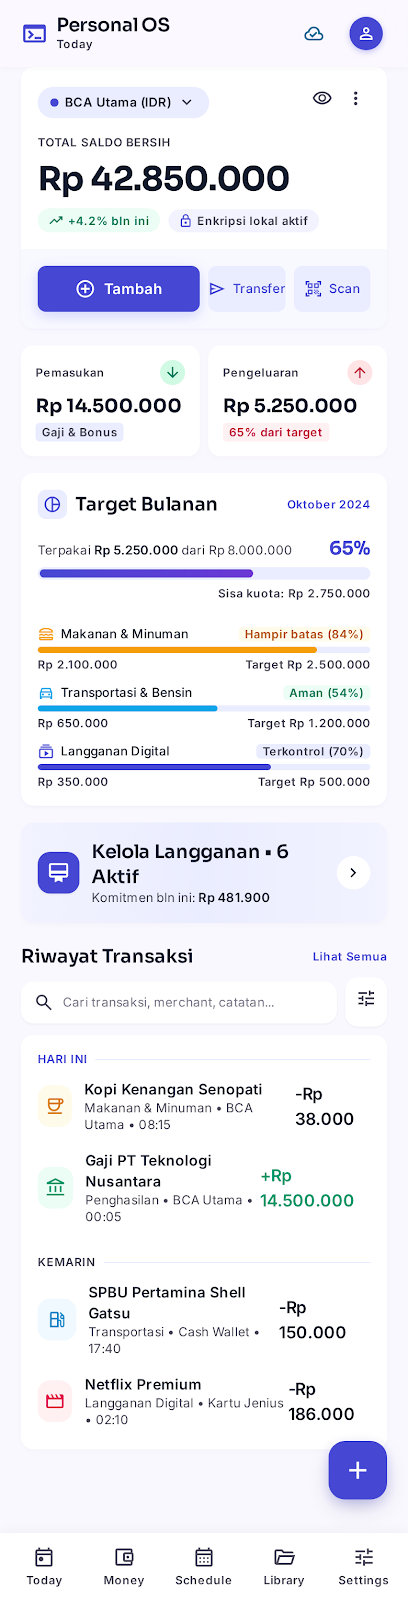 Personal OS
Today
BCA Utama (IDR)
TOTAL SALDO BERSIH
Rp 42.850.000
+4.2% bln ini
Enkripsi lokal aktif
Tambah
Transfer
Scan
Pemasukan
Rp 14.500.000
Gaji & Bonus
Pengeluaran
Rp 5.250.000
65% dari target
Target Bulanan
Oktober 2024
Terpakai Rp 5.250.000 dari Rp 8.000.000
65%
Sisa kuota: Rp 2.750.000
Makanan & Minuman
Hampir batas (84%)
Rp 2.100.000
Target Rp 2.500.000
Transportasi & Bensin
Aman (54%)
Rp 650.000
Target Rp 1.200.000
Langganan Digital
Terkontrol (70%)
Rp 350.000
Target Rp 500.000
Kelola Langganan • 6
Aktif
Komitmen bln ini: Rp 481.900
Riwayat Transaksi
Lihat Semua
Cari transaksi, merchant, catatan...
HARI INI
Kopi Kenangan Senopati
Makanan & Minuman • BCA
Utama • 08:15
-Rp
38.000
Gaji PT Teknologi
Nusantara
Penghasilan • BCA Utama •
00:05
+Rp
14.500.000
KEMARIN
SPBU Pertamina Shell
Gatsu
Transportasi • Cash Wallet •
17:40
-Rp
150.000
Netflix Premium
Langganan Digital • Kartu Jenius
• 02:10
-Rp
186.000
Today
Money
Schedule
Library
Settings